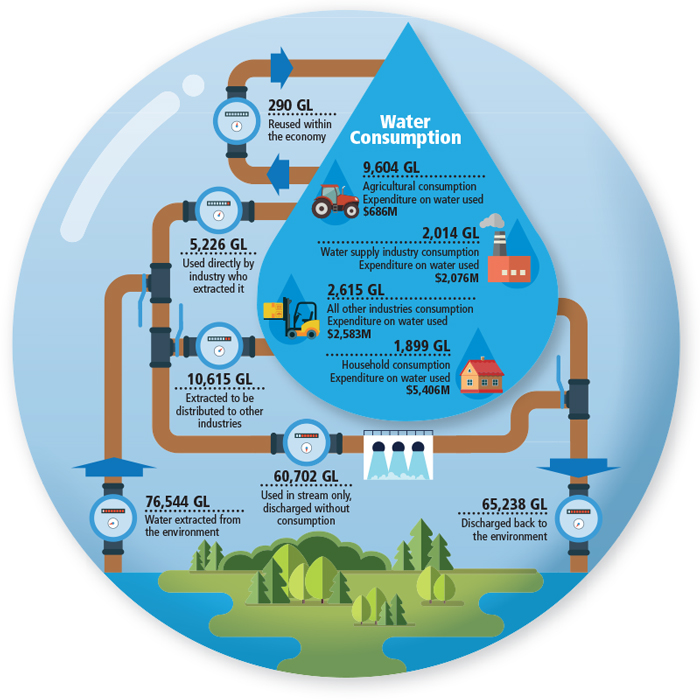 Water
Consumption
290 GL
Reused within
the economy
9,604 GL
Agricultural consumption
Expenditure on water used
$686M
5,226 GL
Used directly by
industry who
extracted it
2,014 GL
Water supply industry consumption
Expenditure on water used
$2,076M
2,615 GL
All other industries consumption
Expenditure on water used
$2,583M
1,899 GL
Household consumption
Expenditure on water used
$5,406M
10,615 GL
Extracted to be
distributed to other
industries
60,702 GL
Used in stream only,
discharged without
consumption
76,544 GL
Water extracted from
the environment
65,238 GL
Discharged back to
the environment